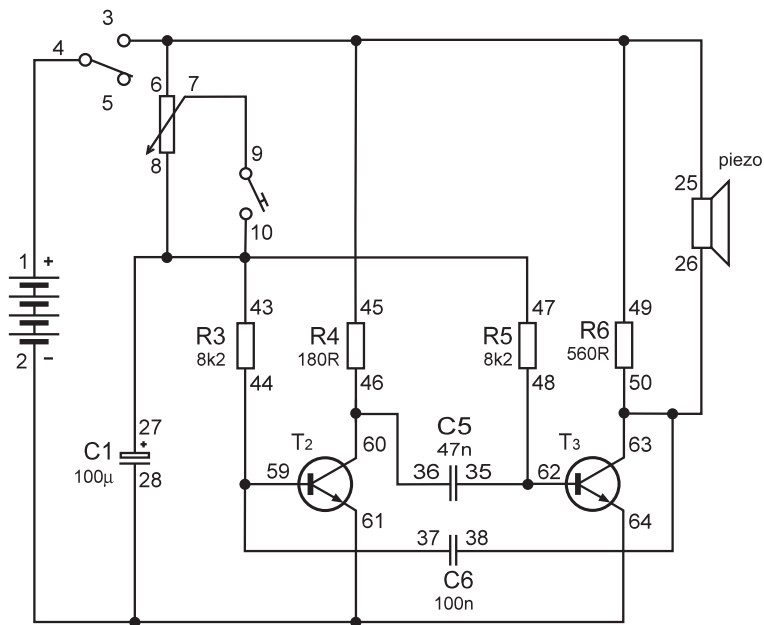 3
4
5
6 7
8
9
10
piezo
25
26
1 +
2 −
43 45 47 49
R3 R4 R5 R6
8k2 180R 8k2 560R
44 46 48 50
27
C1 +
100μ 28
T2 60
59
61
C5
47n
36 35
T3 63
62
64
37 38
C6
100n